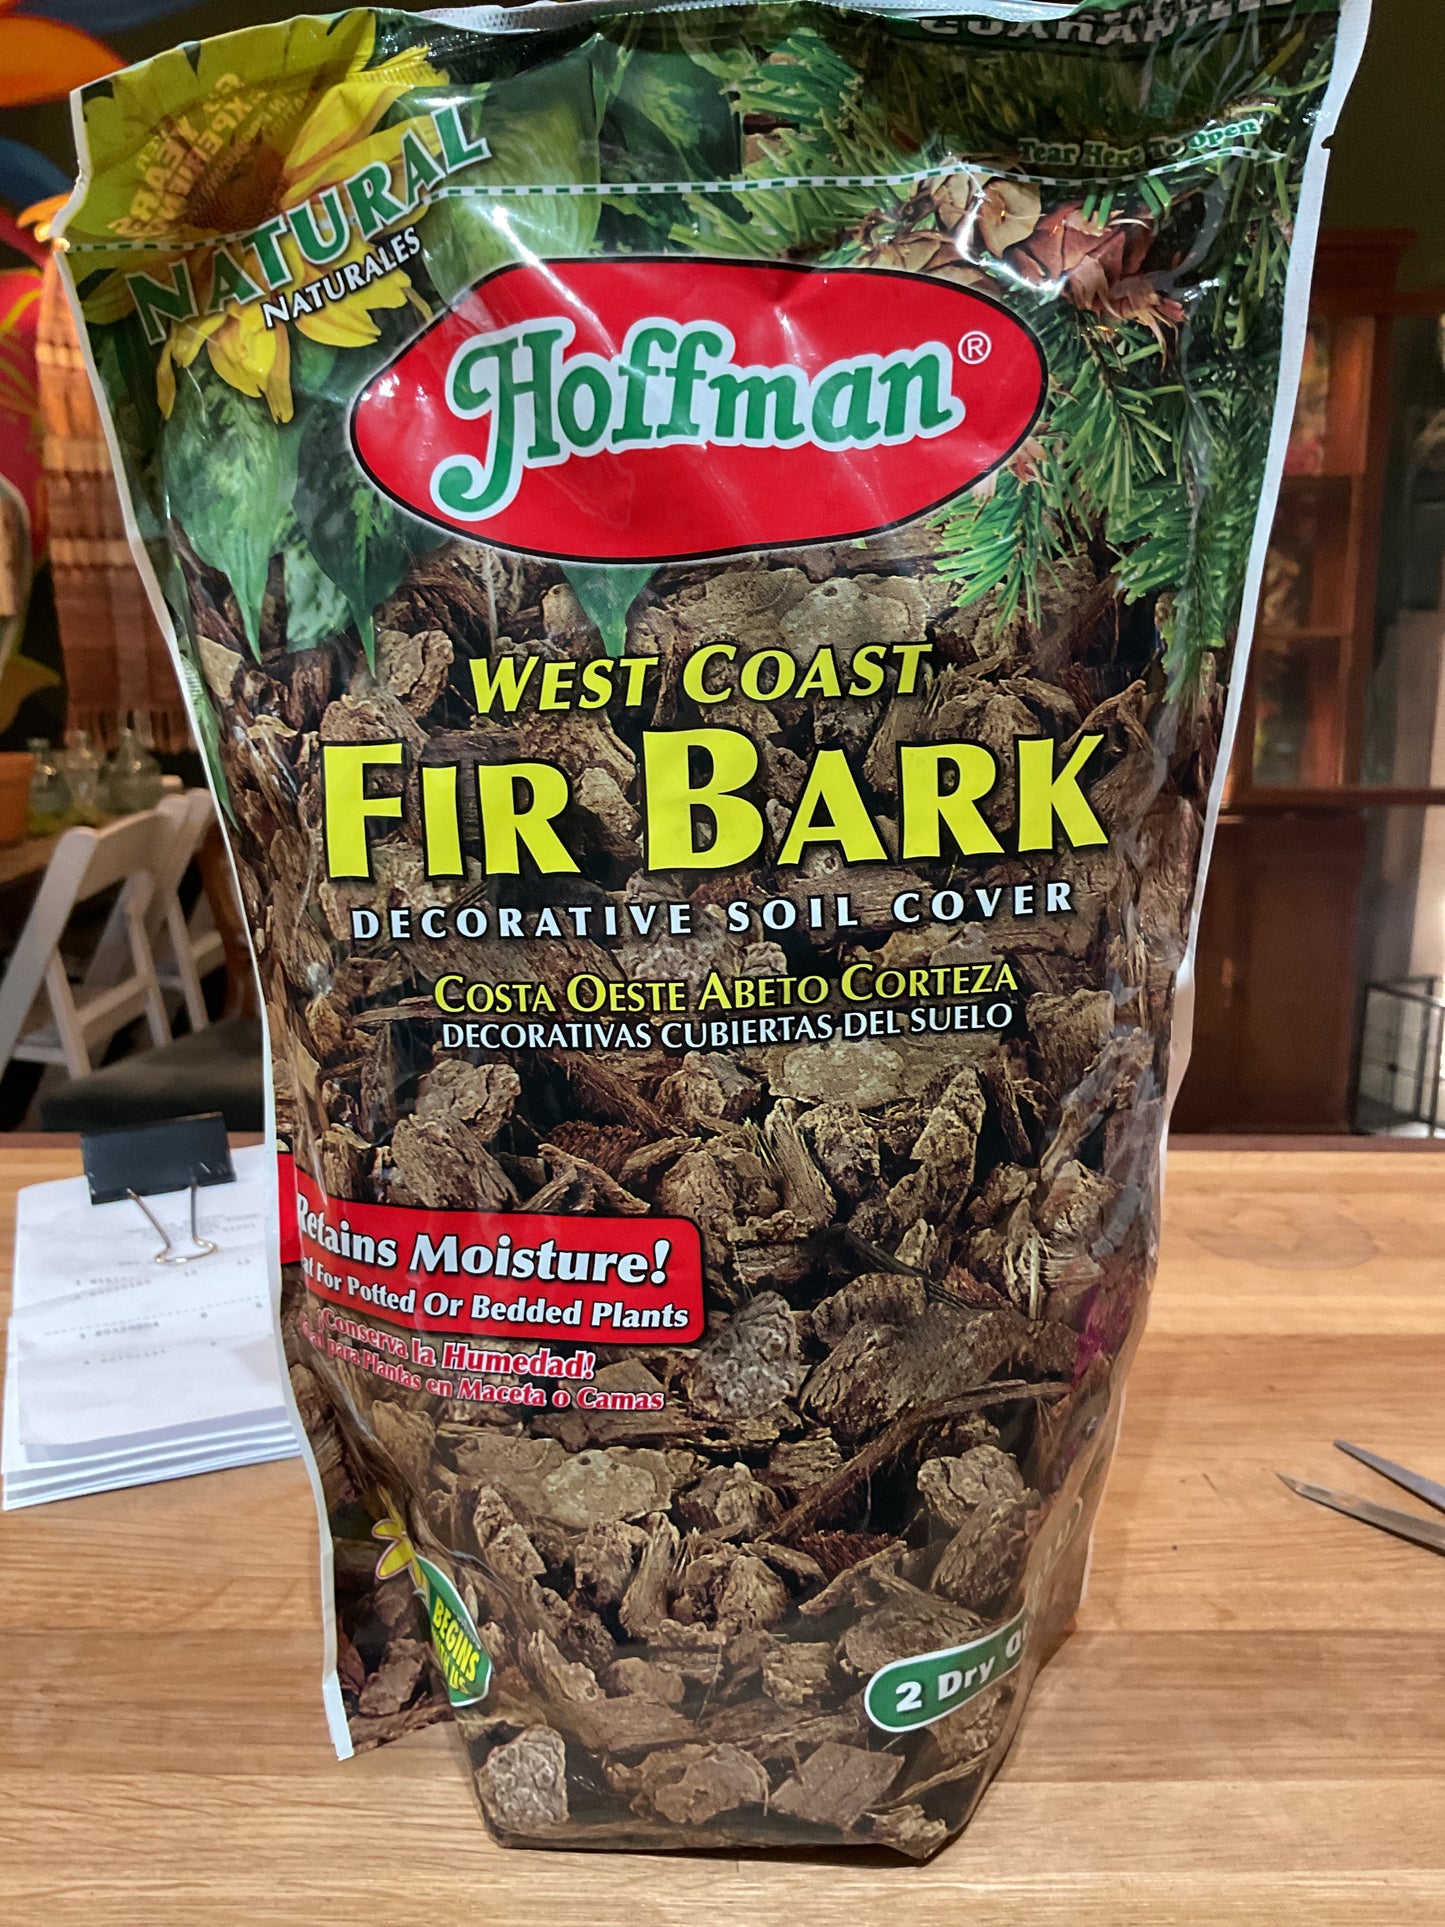 GUARANTEED
Tear Here To Open
NATURAL
NATURALES
Hoffman®
WEST COAST
FIR BARK
DECORATIVE SOIL COVER
COSTA OESTE ABETO CORTEZA
DECORATIVAS CUBIERTAS DEL SUELO
Retains Moisture!
For Potted Or Bedded Plants
¡Conserva la Humedad!
para Plantas en Maceta o Camas
BEGINS
2 Dry